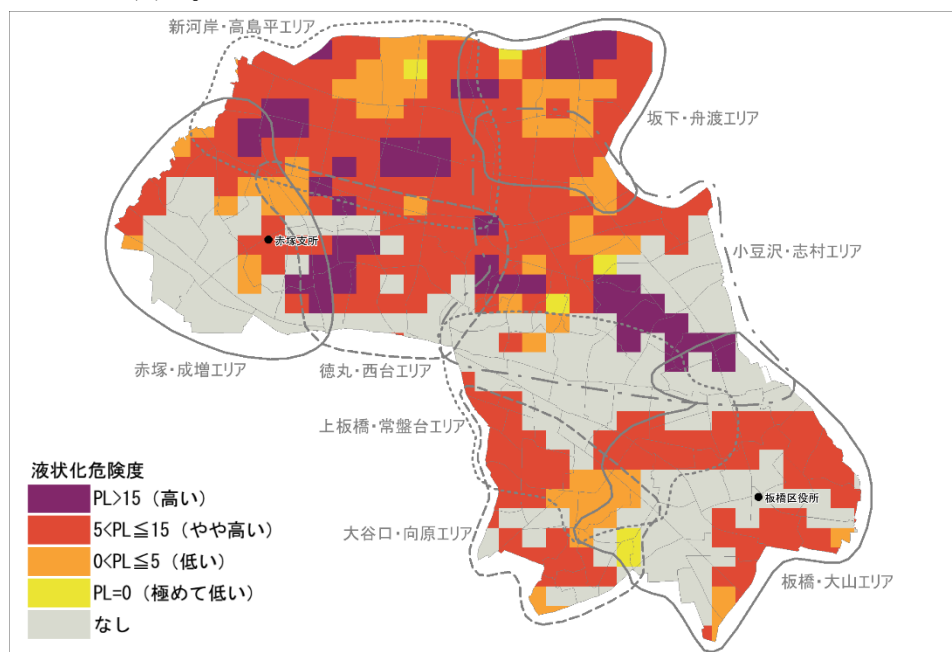 新河岸・高島平エリア
坂下・舟渡エリア
赤塚支所
小豆沢・志村エリア
赤塚・成増エリア
徳丸・西台エリア
上板橋・常盤台エリア
液状化危険度
PL>15（高い）
5<PL≦15（やや高い）
0<PL≦5（低い）
PL=0（極めて低い）
なし
板橋区役所
大谷口・向原エリア
板橋・大山エリア